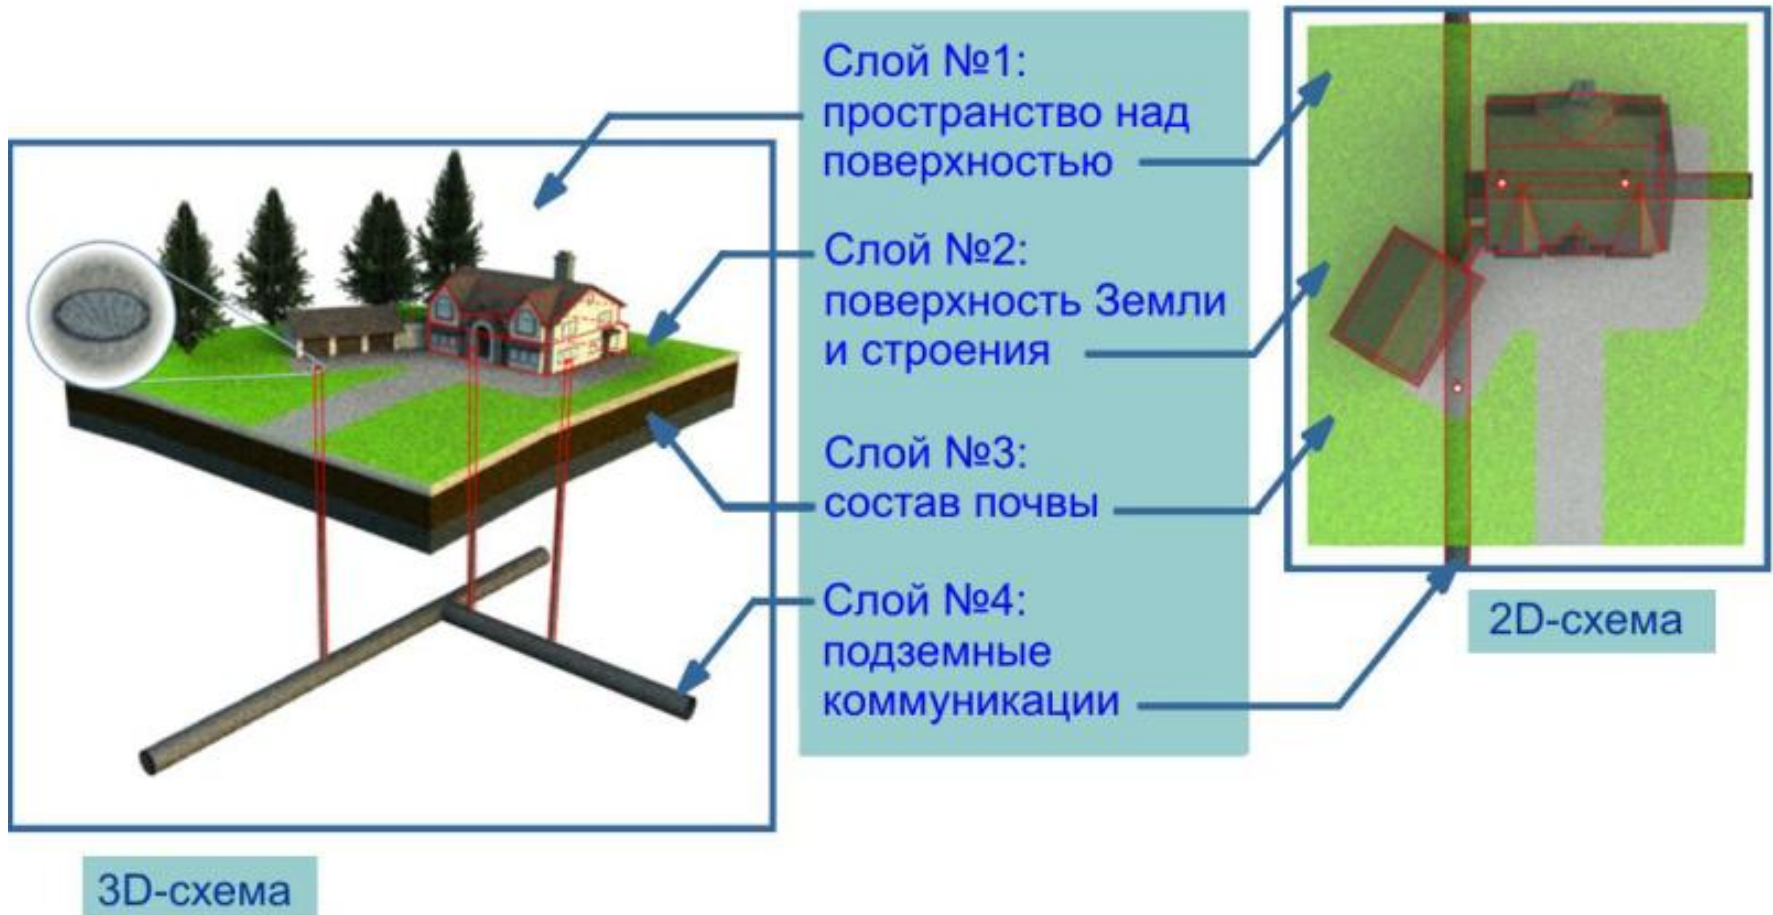 Слой №1:
пространство над
поверхностью
Слой №2:
поверхность Земли
и строения
Слой №3:
состав почвы
Слой №4:
подземные
коммуникации
2D-схема
3D-схема